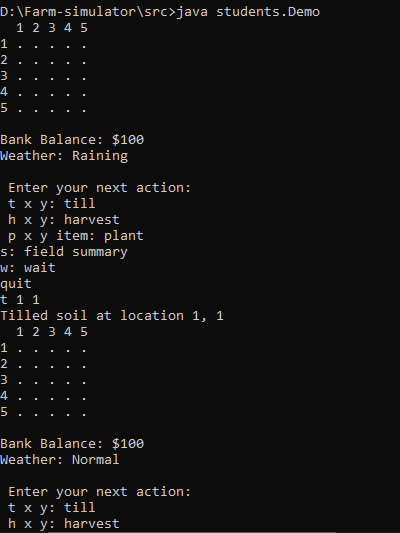 D:\Farm-simulator\src>java students.Demo
  1 2 3 4 5
1 . . . . .
2 . . . . .
3 . . . . .
4 . . . . .
5 . . . . .

Bank Balance: $100
Weather: Raining

 Enter your next action:
 t x y: till
 h x y: harvest
 p x y item: plant
s: field summary
w: wait
quit
t 1 1
Tilled soil at location 1, 1
  1 2 3 4 5
1 . . . . .
2 . . . . .
3 . . . . .
4 . . . . .
5 . . . . .

Bank Balance: $100
Weather: Normal

 Enter your next action:
 t x y: till
 h x y: harvest